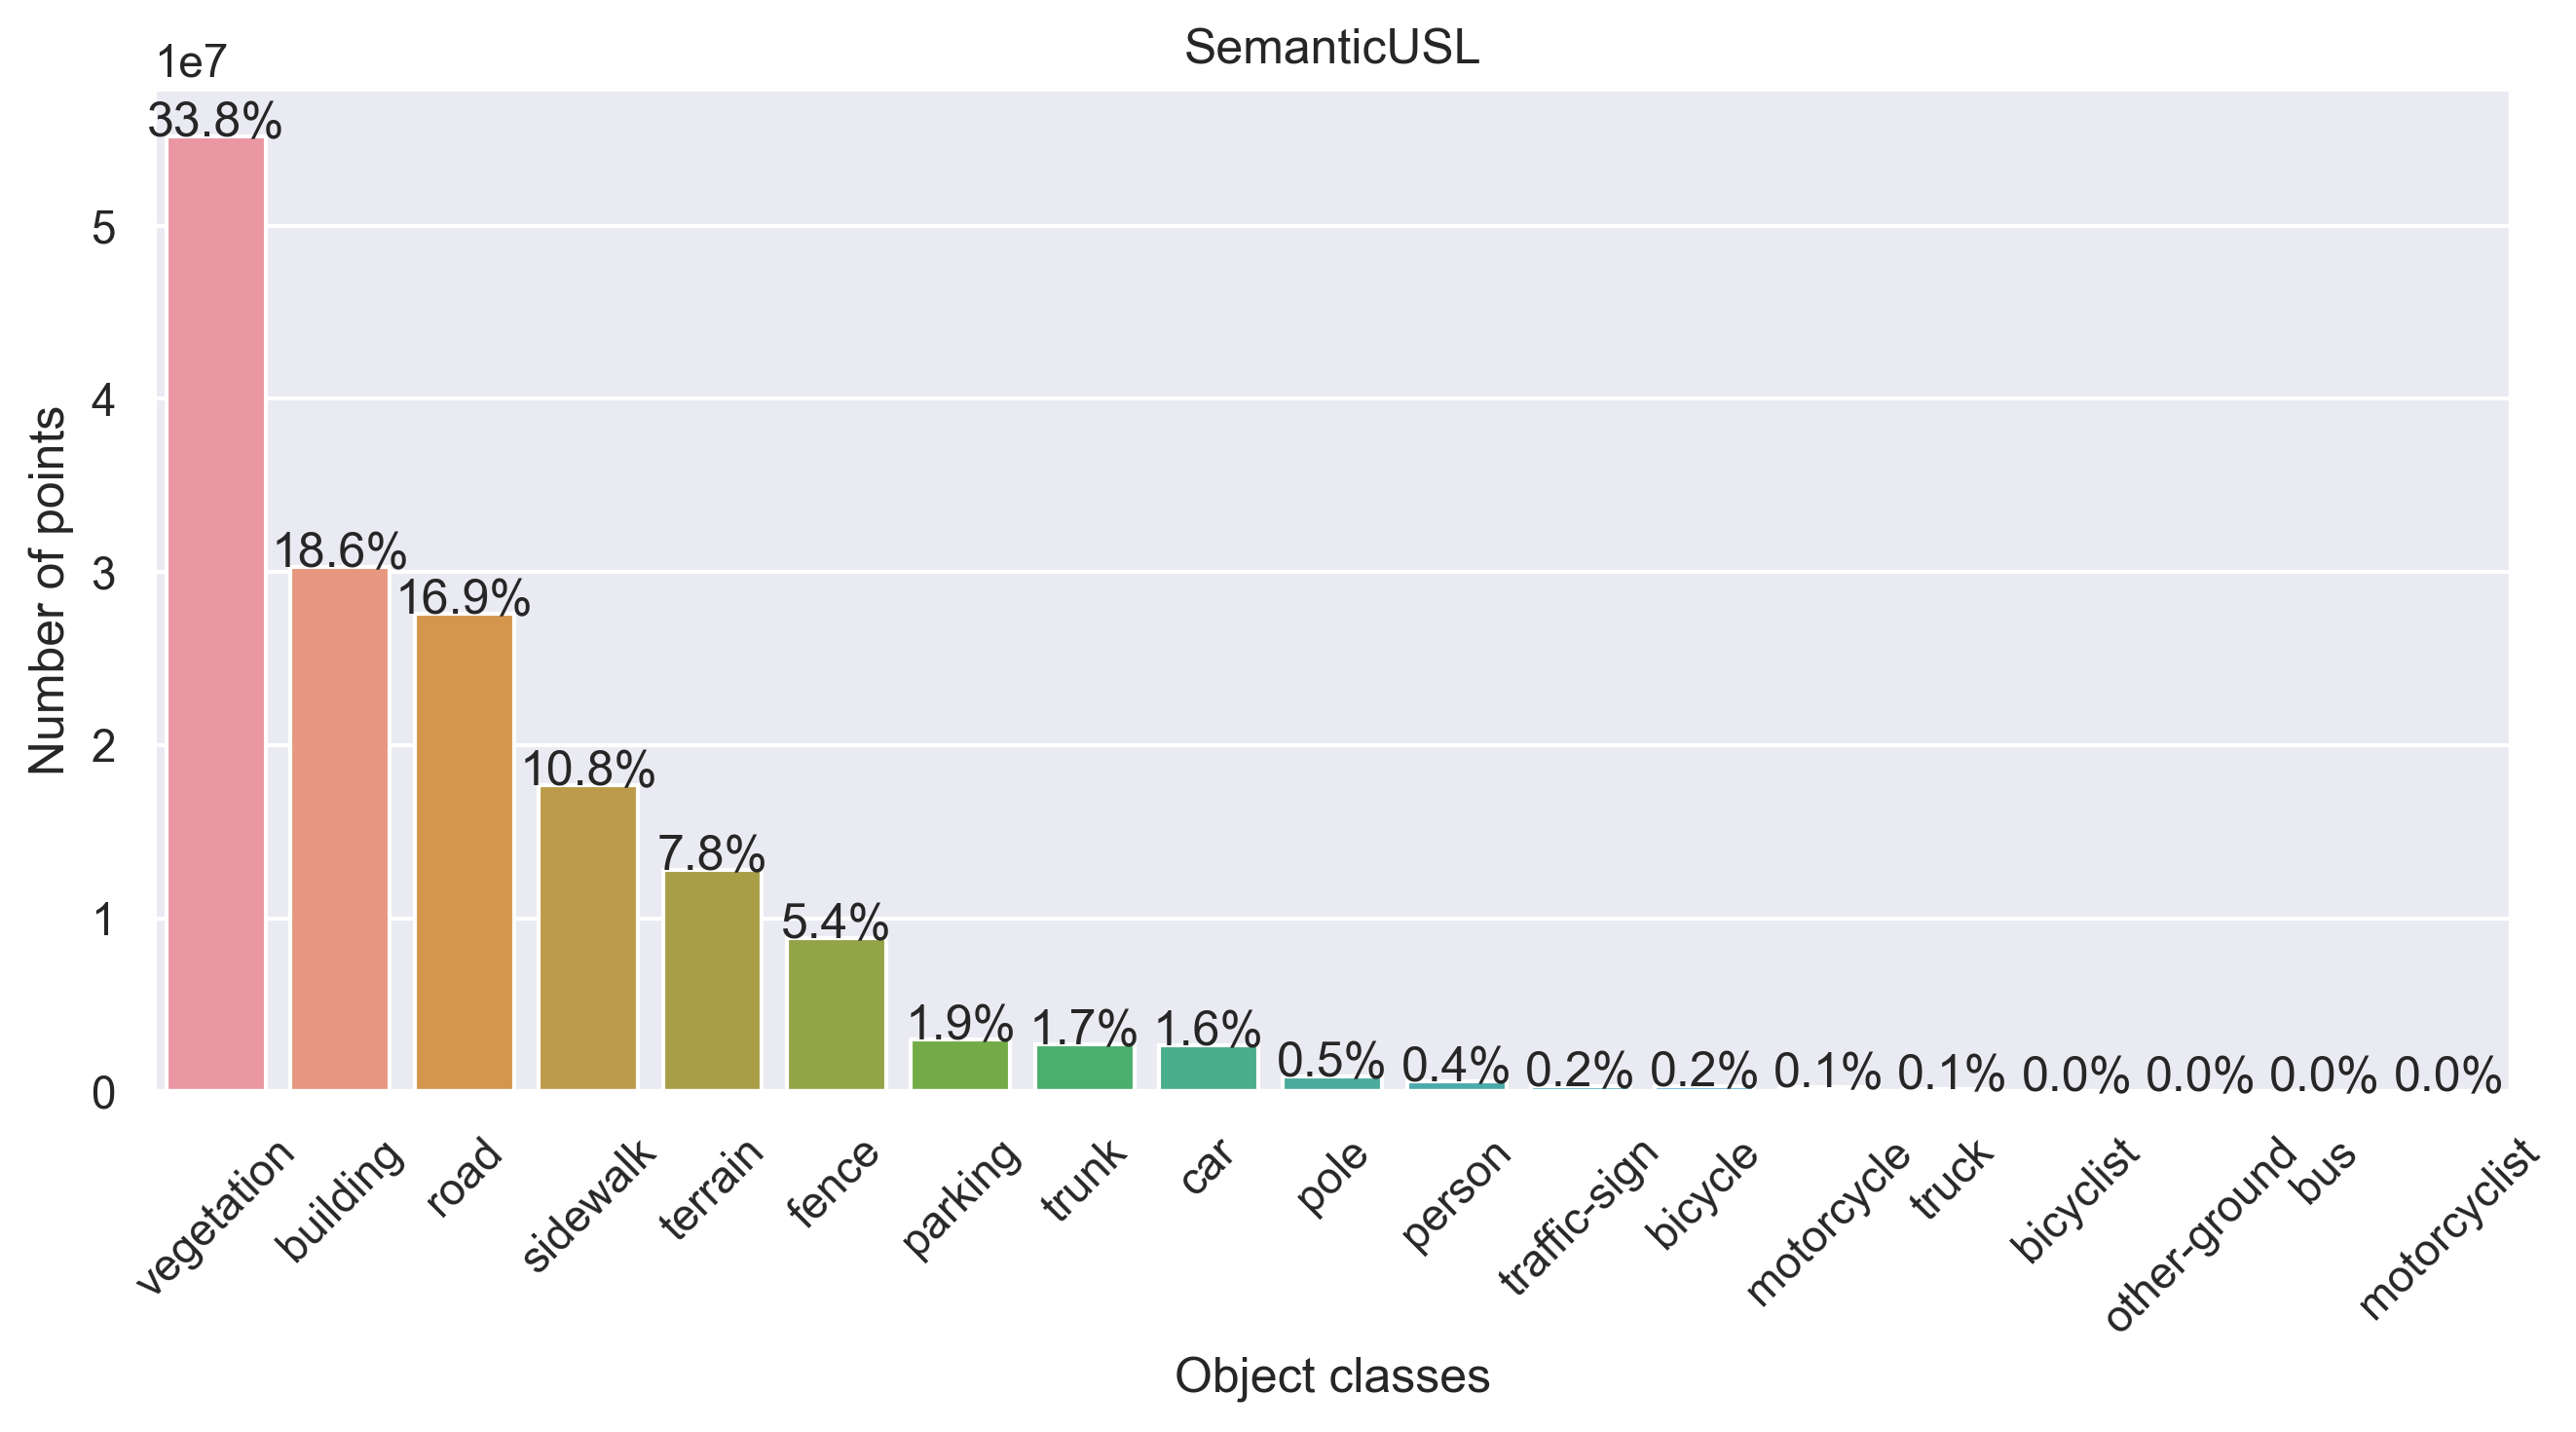 SemanticUSL
1e7
33.8%
18.6%
16.9%
10.8%
7.8%
5.4%
1.9%
1.7%
1.6%
0.5%
0.4%
0.2%
0.2%
0.1%
0.1%
0.0%
0.0%
0.0%
0.0%
5
4
3
2
1
0
Number of points
vegetation
building
road
sidewalk
terrain
fence
parking
trunk
car
pole
person
traffic-sign
bicycle
motorcycle
truck
bicyclist
other-ground
bus
motorcyclist
Object classes